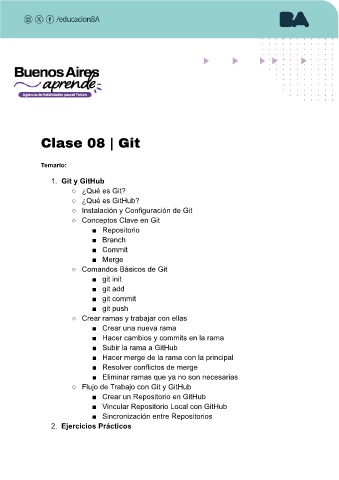 /educacionBA
BA
Buenos Aires
aprende
Agencia de Habilidades para el Futuro
Clase 08 | Git
Temario:
1. Git y GitHub
○ ¿Qué es Git?
○ ¿Qué es GitHub?
○ Instalación y Configuración de Git
○ Conceptos Clave en Git
■ Repositorio
■ Branch
■ Commit
■ Merge
○ Comandos Básicos de Git
■ git init
■ git add
■ git commit
■ git push
○ Crear ramas y trabajar con ellas
■ Crear una nueva rama
■ Hacer cambios y commits en la rama
■ Subir la rama a GitHub
■ Hacer merge de la rama con la principal
■ Resolver conflictos de merge
■ Eliminar ramas que ya no son necesarias
○ Flujo de Trabajo con Git y GitHub
■ Crear un Repositorio en GitHub
■ Vincular Repositorio Local con GitHub
■ Sincronización entre Repositorios
2. Ejercicios Prácticos